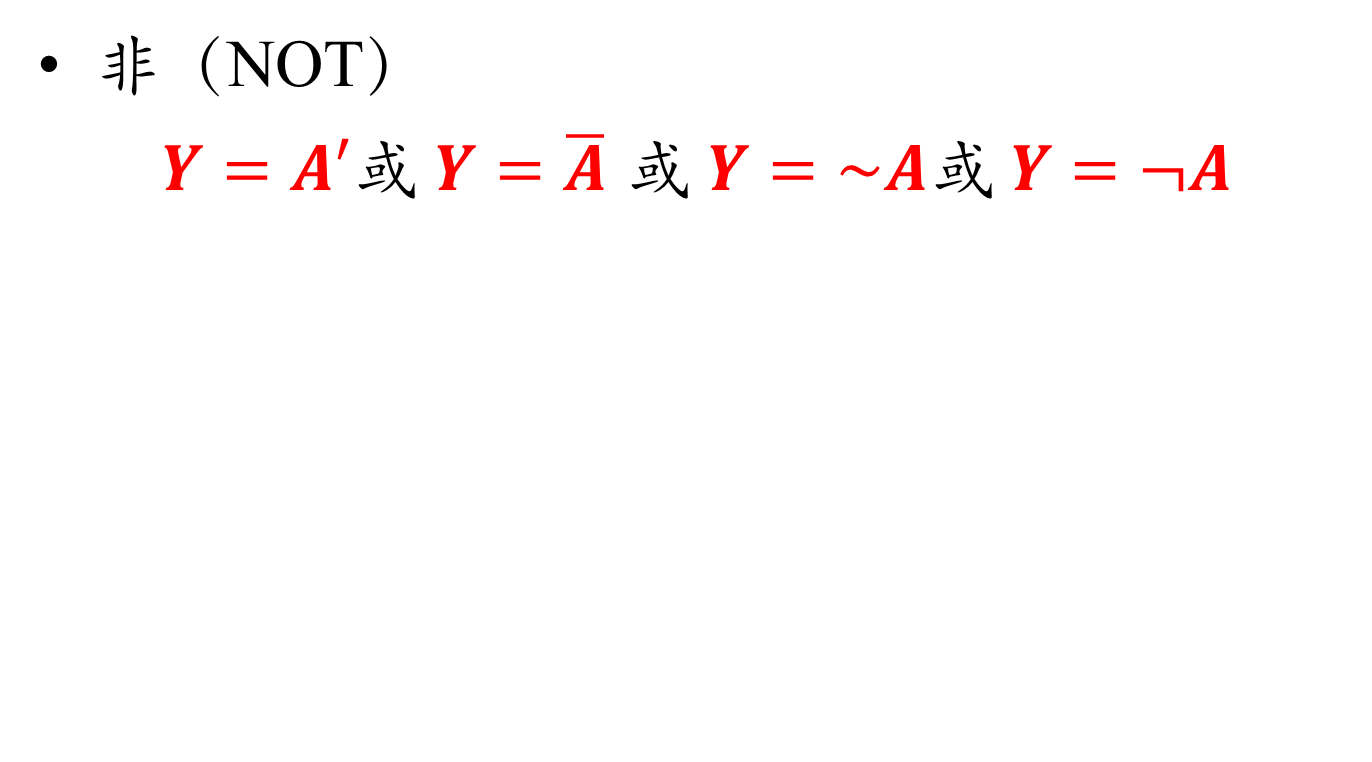 • 非（NOT）
Y = A′或 Y = A̅ 或 Y = ~A或 Y = ¬A